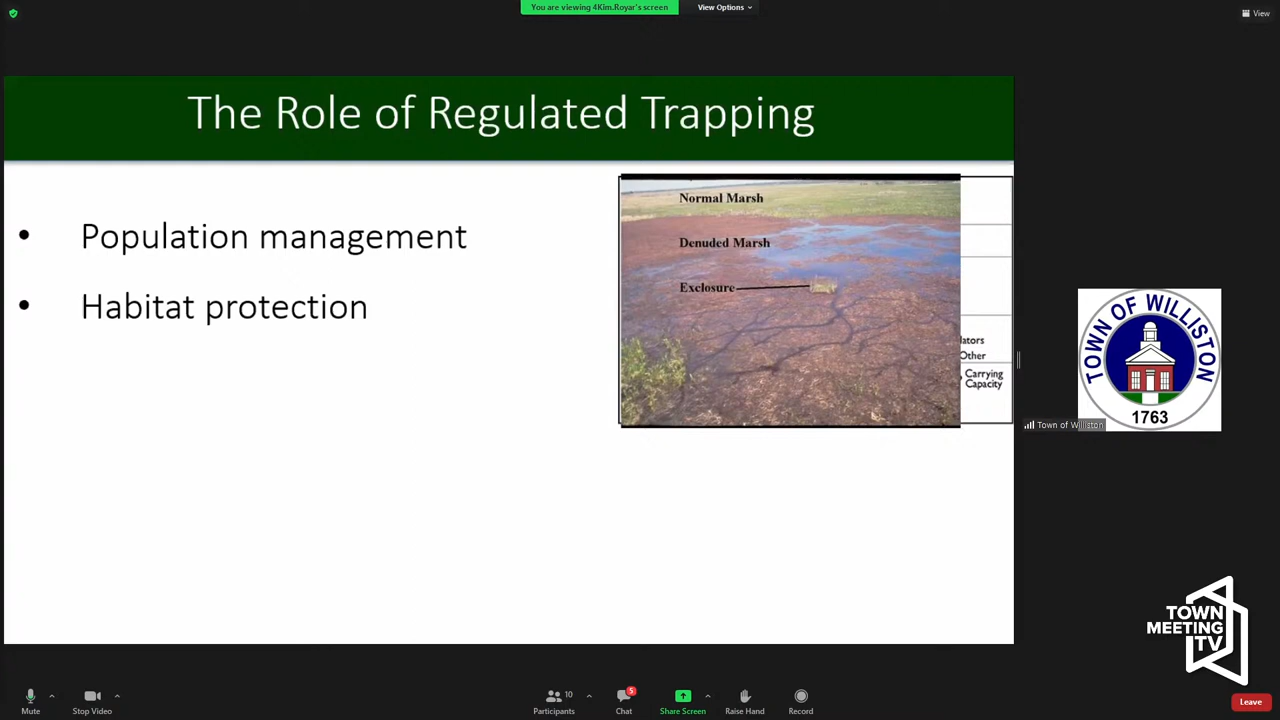 You are viewing 4Kim.Royar's screen
View Options
View
The Role of Regulated Trapping
• Population management
• Habitat protection
Normal Marsh
Denuded Marsh
Exclosure
Other
Carrying
Capacity
TOWN OF WILLISTON
1763
Town of Williston
TOWN
MEETING
TV
Mute
Stop Video
10
Participants
5
Chat
Share Screen
Raise Hand
Record
Leave